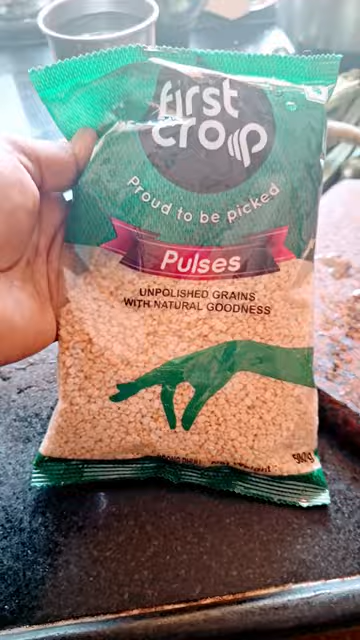 first
crop
Proud to be picked
Pulses
UNPOLISHED GRAINS
WITH NATURAL GOODNESS